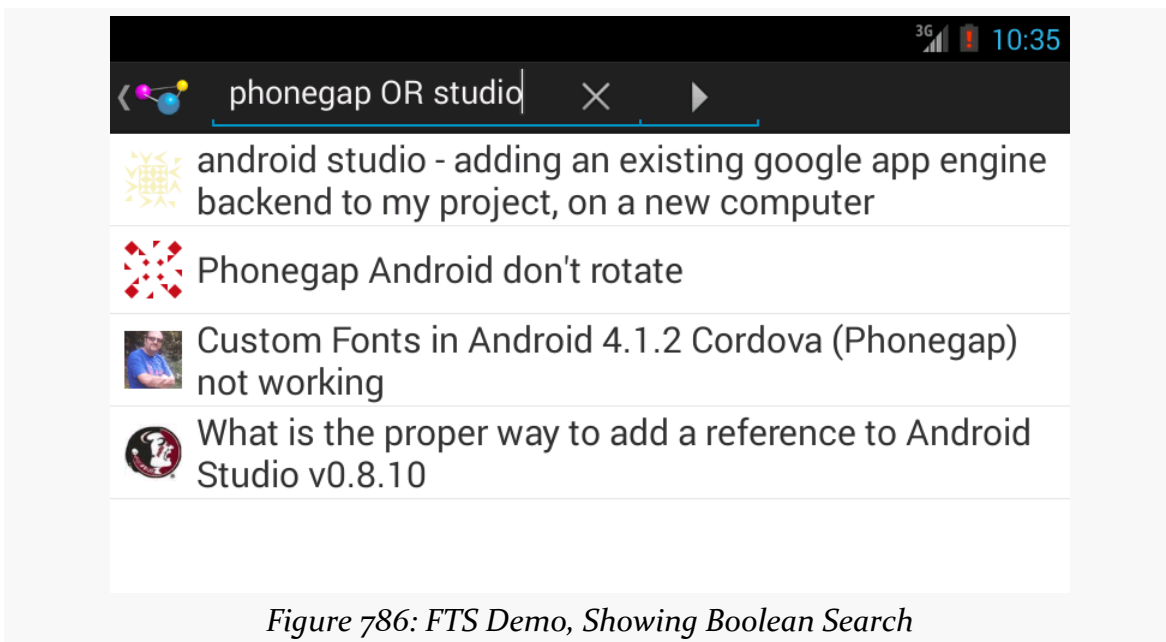 3G 10:35
phonegap OR studio
android studio - adding an existing google app engine
backend to my project, on a new computer
Phonegap Android don't rotate
Custom Fonts in Android 4.1.2 Cordova (Phonegap)
not working
What is the proper way to add a reference to Android
Studio v0.8.10
Figure 786: FTS Demo, Showing Boolean Search